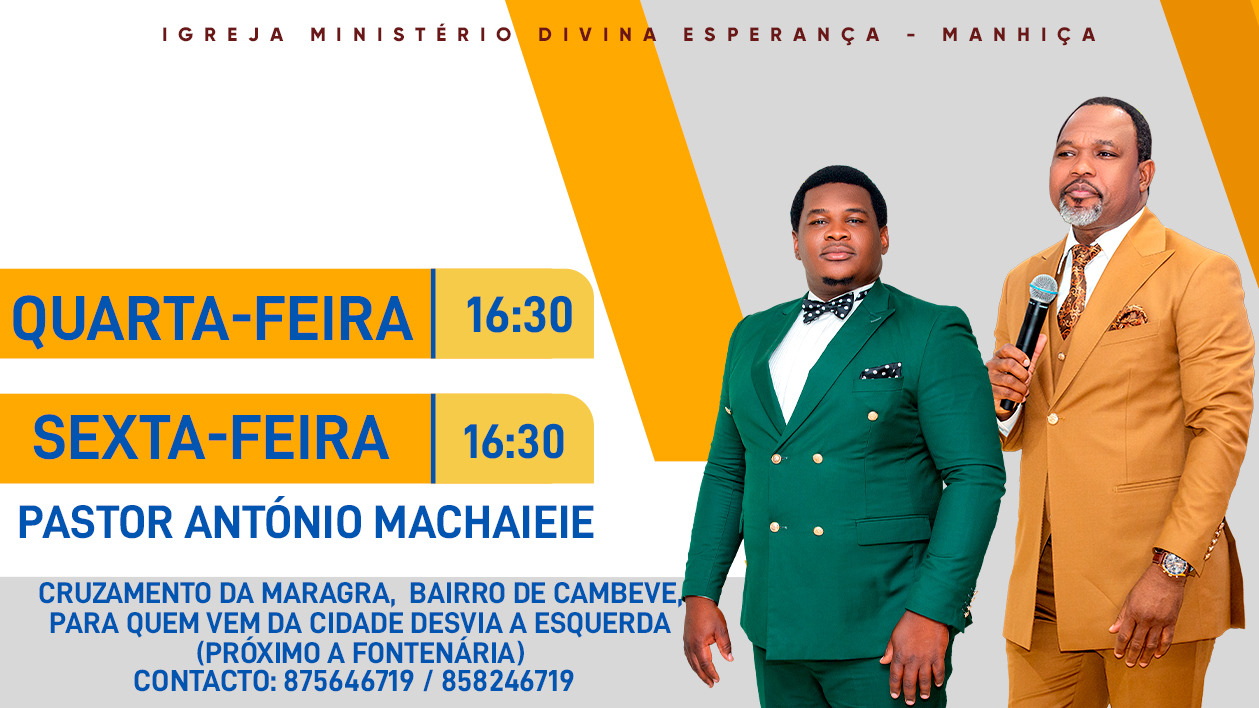 IGREJA MINISTÉRIO DIVINA ESPERANÇA - MANHIÇA
QUARTA-FEIRA 16:30
SEXTA-FEIRA 16:30
PASTOR ANTÓNIO MACHAIEIE
CRUZAMENTO DA MARAGRA, BAIRRO DE CAMBEVE,
PARA QUEM VEM DA CIDADE DESVIA A ESQUERDA
(PRÓXIMO A FONTENÁRIA)
CONTACTO: 875646719 / 858246719